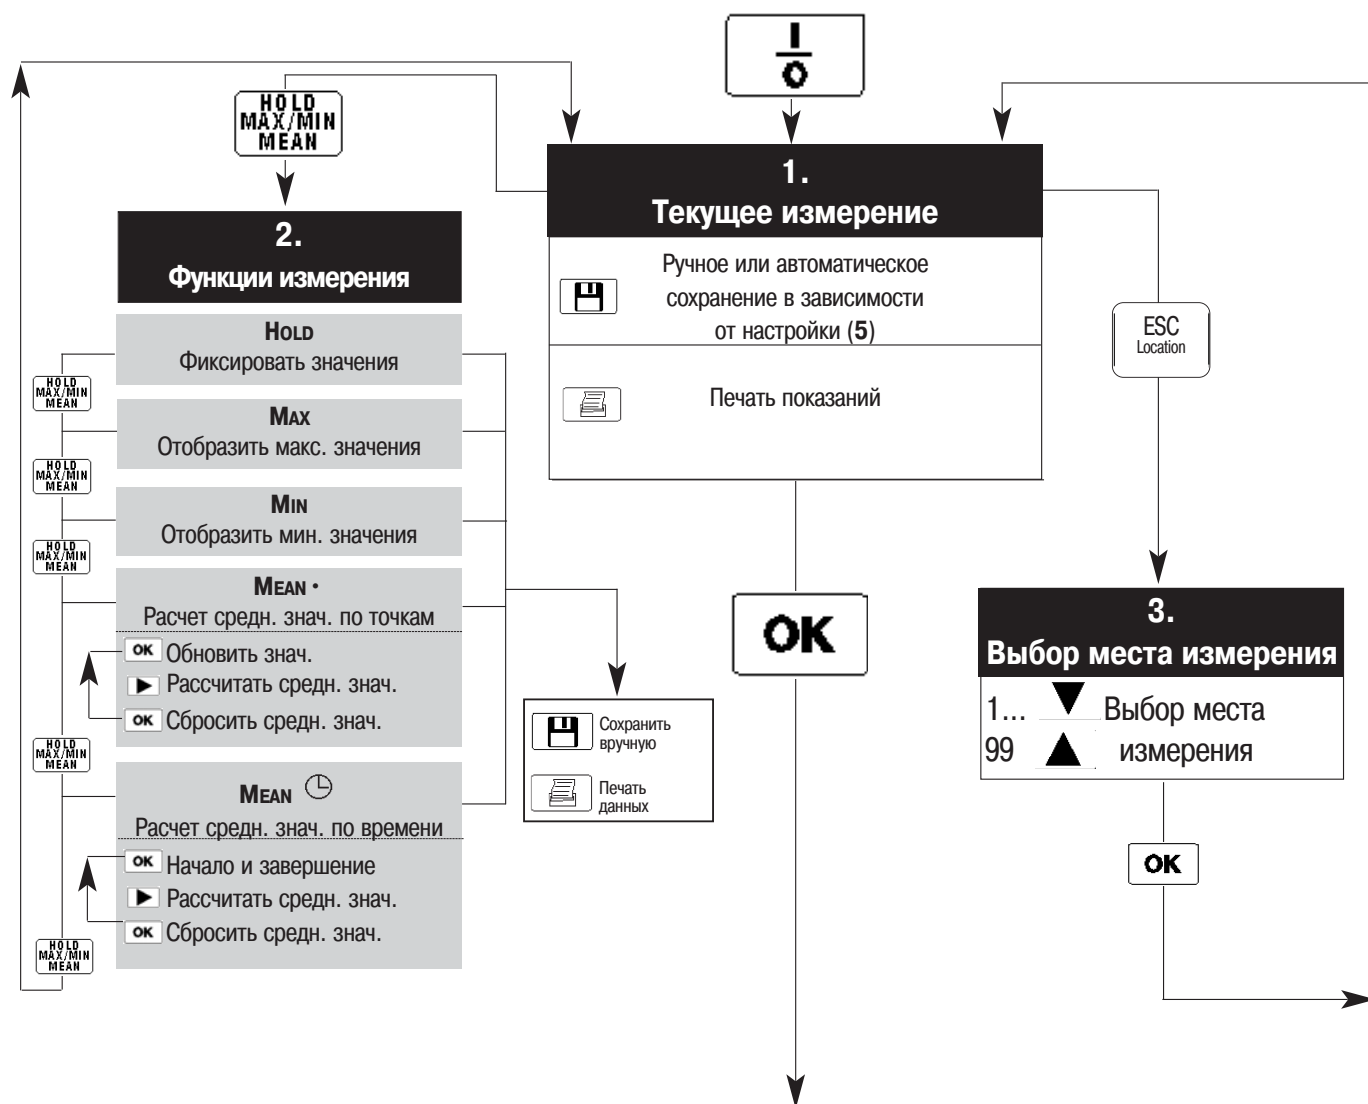 I
O
HOLD
MAX/MIN
MEAN
1.
Текущее измерение
Ручное или автоматическое
сохранение в зависимости
от настройки (5)
Печать показаний
2.
Функции измерения
HOLD
Фиксировать значения
HOLD
MAX/MIN
MEAN
MAX
Отобразить макс. значения
HOLD
MAX/MIN
MEAN
MIN
Отобразить мин. значения
HOLD
MAX/MIN
MEAN
MEAN •
Расчет средн. знач. по точкам
OK Обновить знач.
Рассчитать средн. знач.
OK Сбросить средн. знач.
HOLD
MAX/MIN
MEAN
MEAN
Расчет средн. знач. по времени
OK Начало и завершение
Рассчитать средн. знач.
OK Сбросить средн. знач.
HOLD
MAX/MIN
MEAN
Сохранить
вручную
Печать
данных
OK
ESC
Location
3.
Выбор места измерения
1... Выбор места
99 измерения
OK